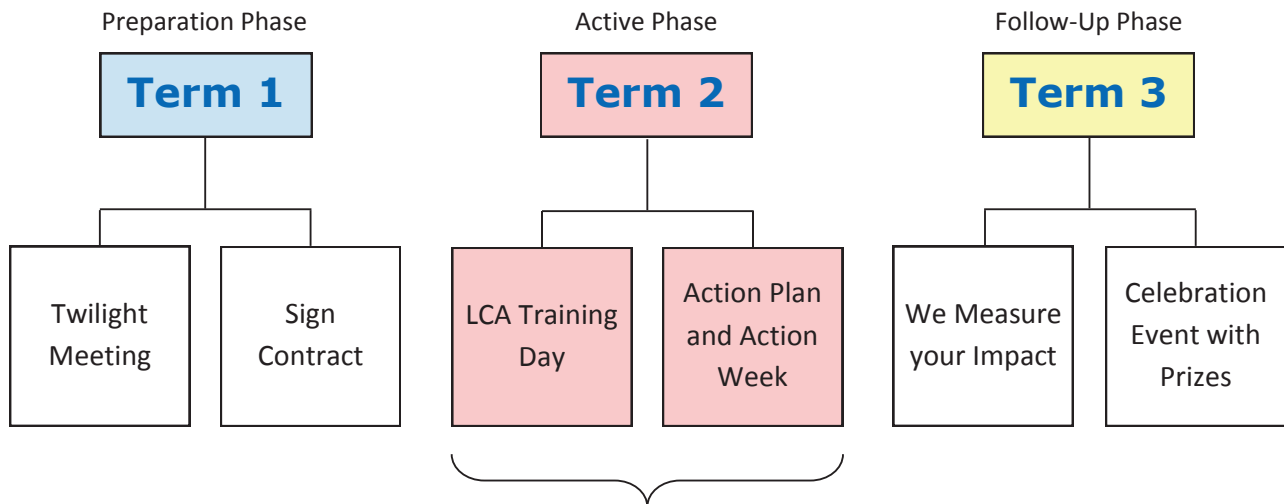 Preparation Phase
Active Phase
Follow-Up Phase
Term 1
Term 2
Term 3
Twilight
Meeting
Sign
Contract
LCA Training
Day
Action Plan
and Action
Week
We Measure
your Impact
Celebration
Event with
Prizes